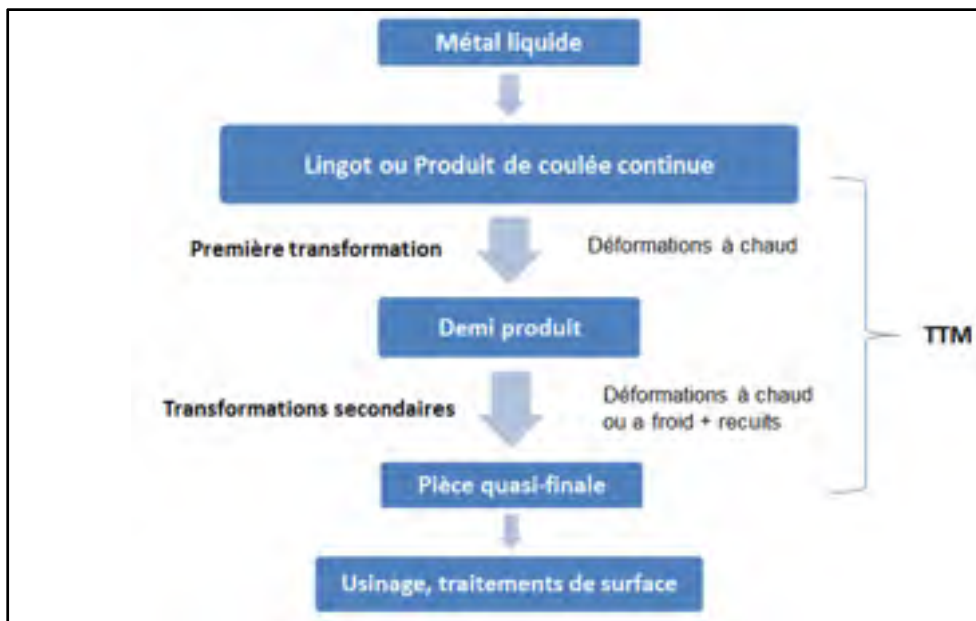 Métal liquide
Lingot ou Produit de coulée continue
Première transformation
Déformations à chaud
Demi produit
TTM
Transformations secondaires
Déformations à chaud
ou a froid + recuits
Pièce quasi-finale
Usinage, traitements de surface